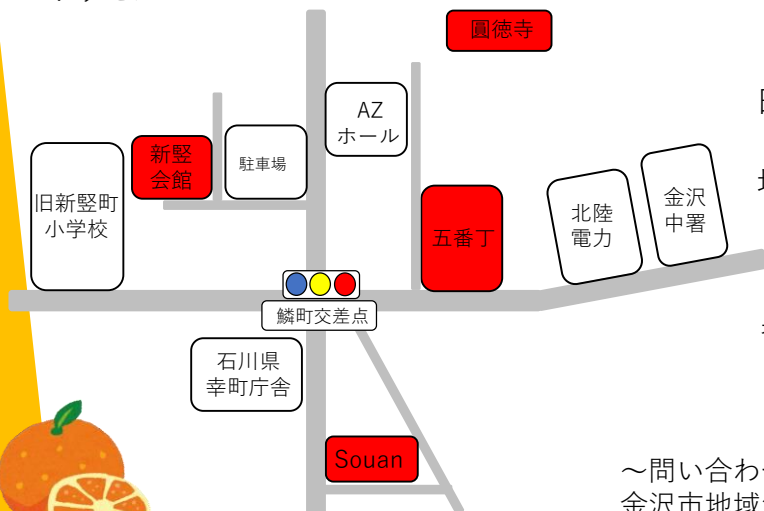 圓徳寺
AZ
ホール
新竪
会館
駐車場
旧新竪町
小学校
五番丁
北陸
電力
金沢
中署
鱗町交差点
石川県
幸町庁舎
Souan
～問い合わ
金沢市地域